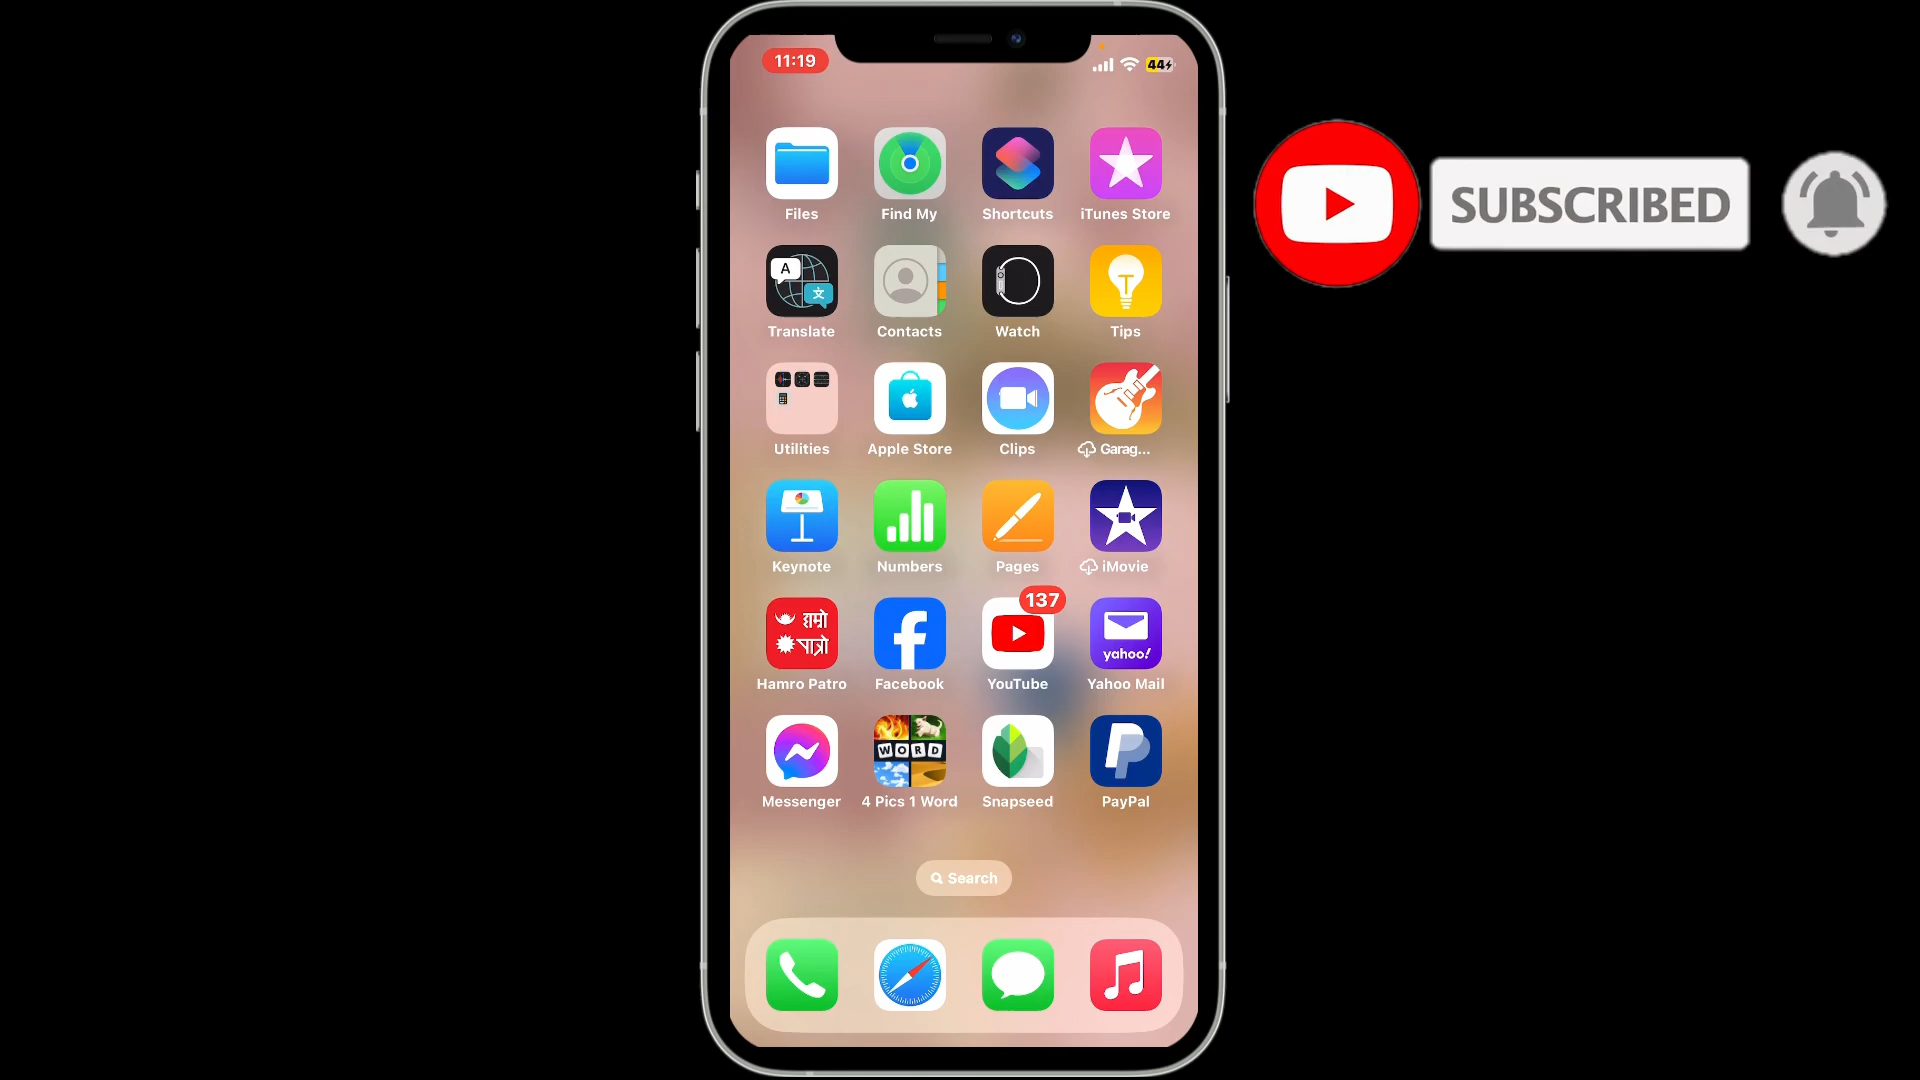 11:19
44
SUBSCRIBED
Files
Find My
Shortcuts
iTunes Store
A
文
T
Translate
Contacts
Watch
Tips
Utilities
Apple Store
Clips
Garag...
Keynote
Numbers
Pages
iMovie
हाम्रो
पात्रो
137
yahoo!
Hamro Patro
Facebook
YouTube
Yahoo Mail
WORD
Messenger
4 Pics 1 Word
Snapseed
PayPal
Search